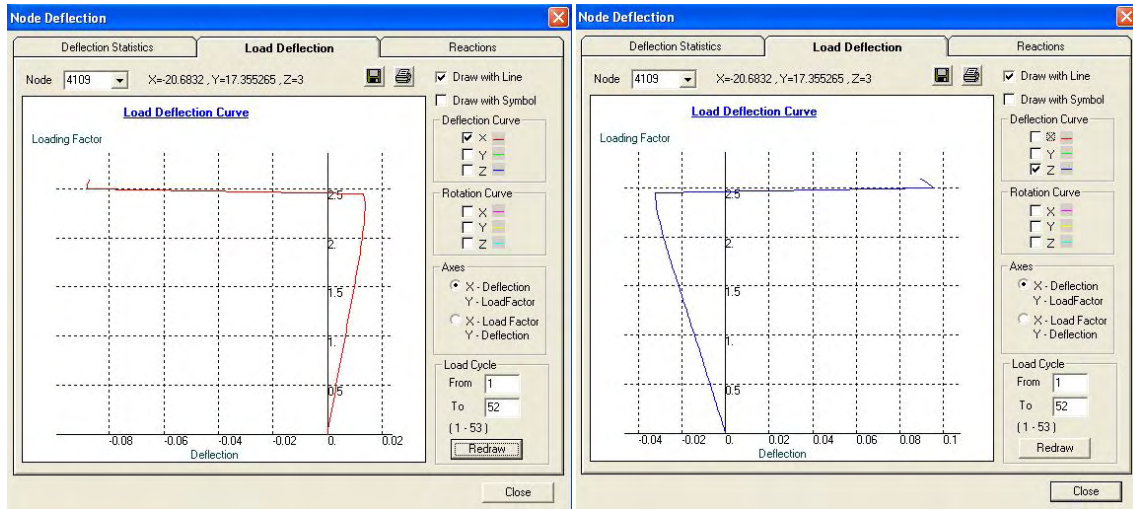 Node Deflection
Deflection Statistics Load Deflection Reactions
Node 4109 X=-20.6832 , Y=17.355265 , Z=3
Draw with Line
Draw with Symbol
Load Deflection Curve
Loading Factor
Deflection Curve
X
Y
Z
Rotation Curve
X
Y
Z
Axes
X - Deflection
Y - LoadFactor
X - Load Factor
Y - Deflection
Load Cycle
From 1
To 52
( 1 - 53 )
Redraw
2.5
2.
1.5
1.
0.5
-0.08 -0.06 -0.04 -0.02 0. 0.02
Deflection
Close
Node Deflection
Deflection Statistics Load Deflection Reactions
Node 4109 X=-20.6832 , Y=17.355265 , Z=3
Draw with Line
Draw with Symbol
Load Deflection Curve
Loading Factor
Deflection Curve
X
Y
Z
Rotation Curve
X
Y
Z
Axes
X - Deflection
Y - LoadFactor
X - Load Factor
Y - Deflection
Load Cycle
From 1
To 52
( 1 - 53 )
Redraw
2.5
2.
1.5
1.
0.5
-0.04 -0.02 0. 0.02 0.04 0.06 0.08 0.1
Deflection
Close